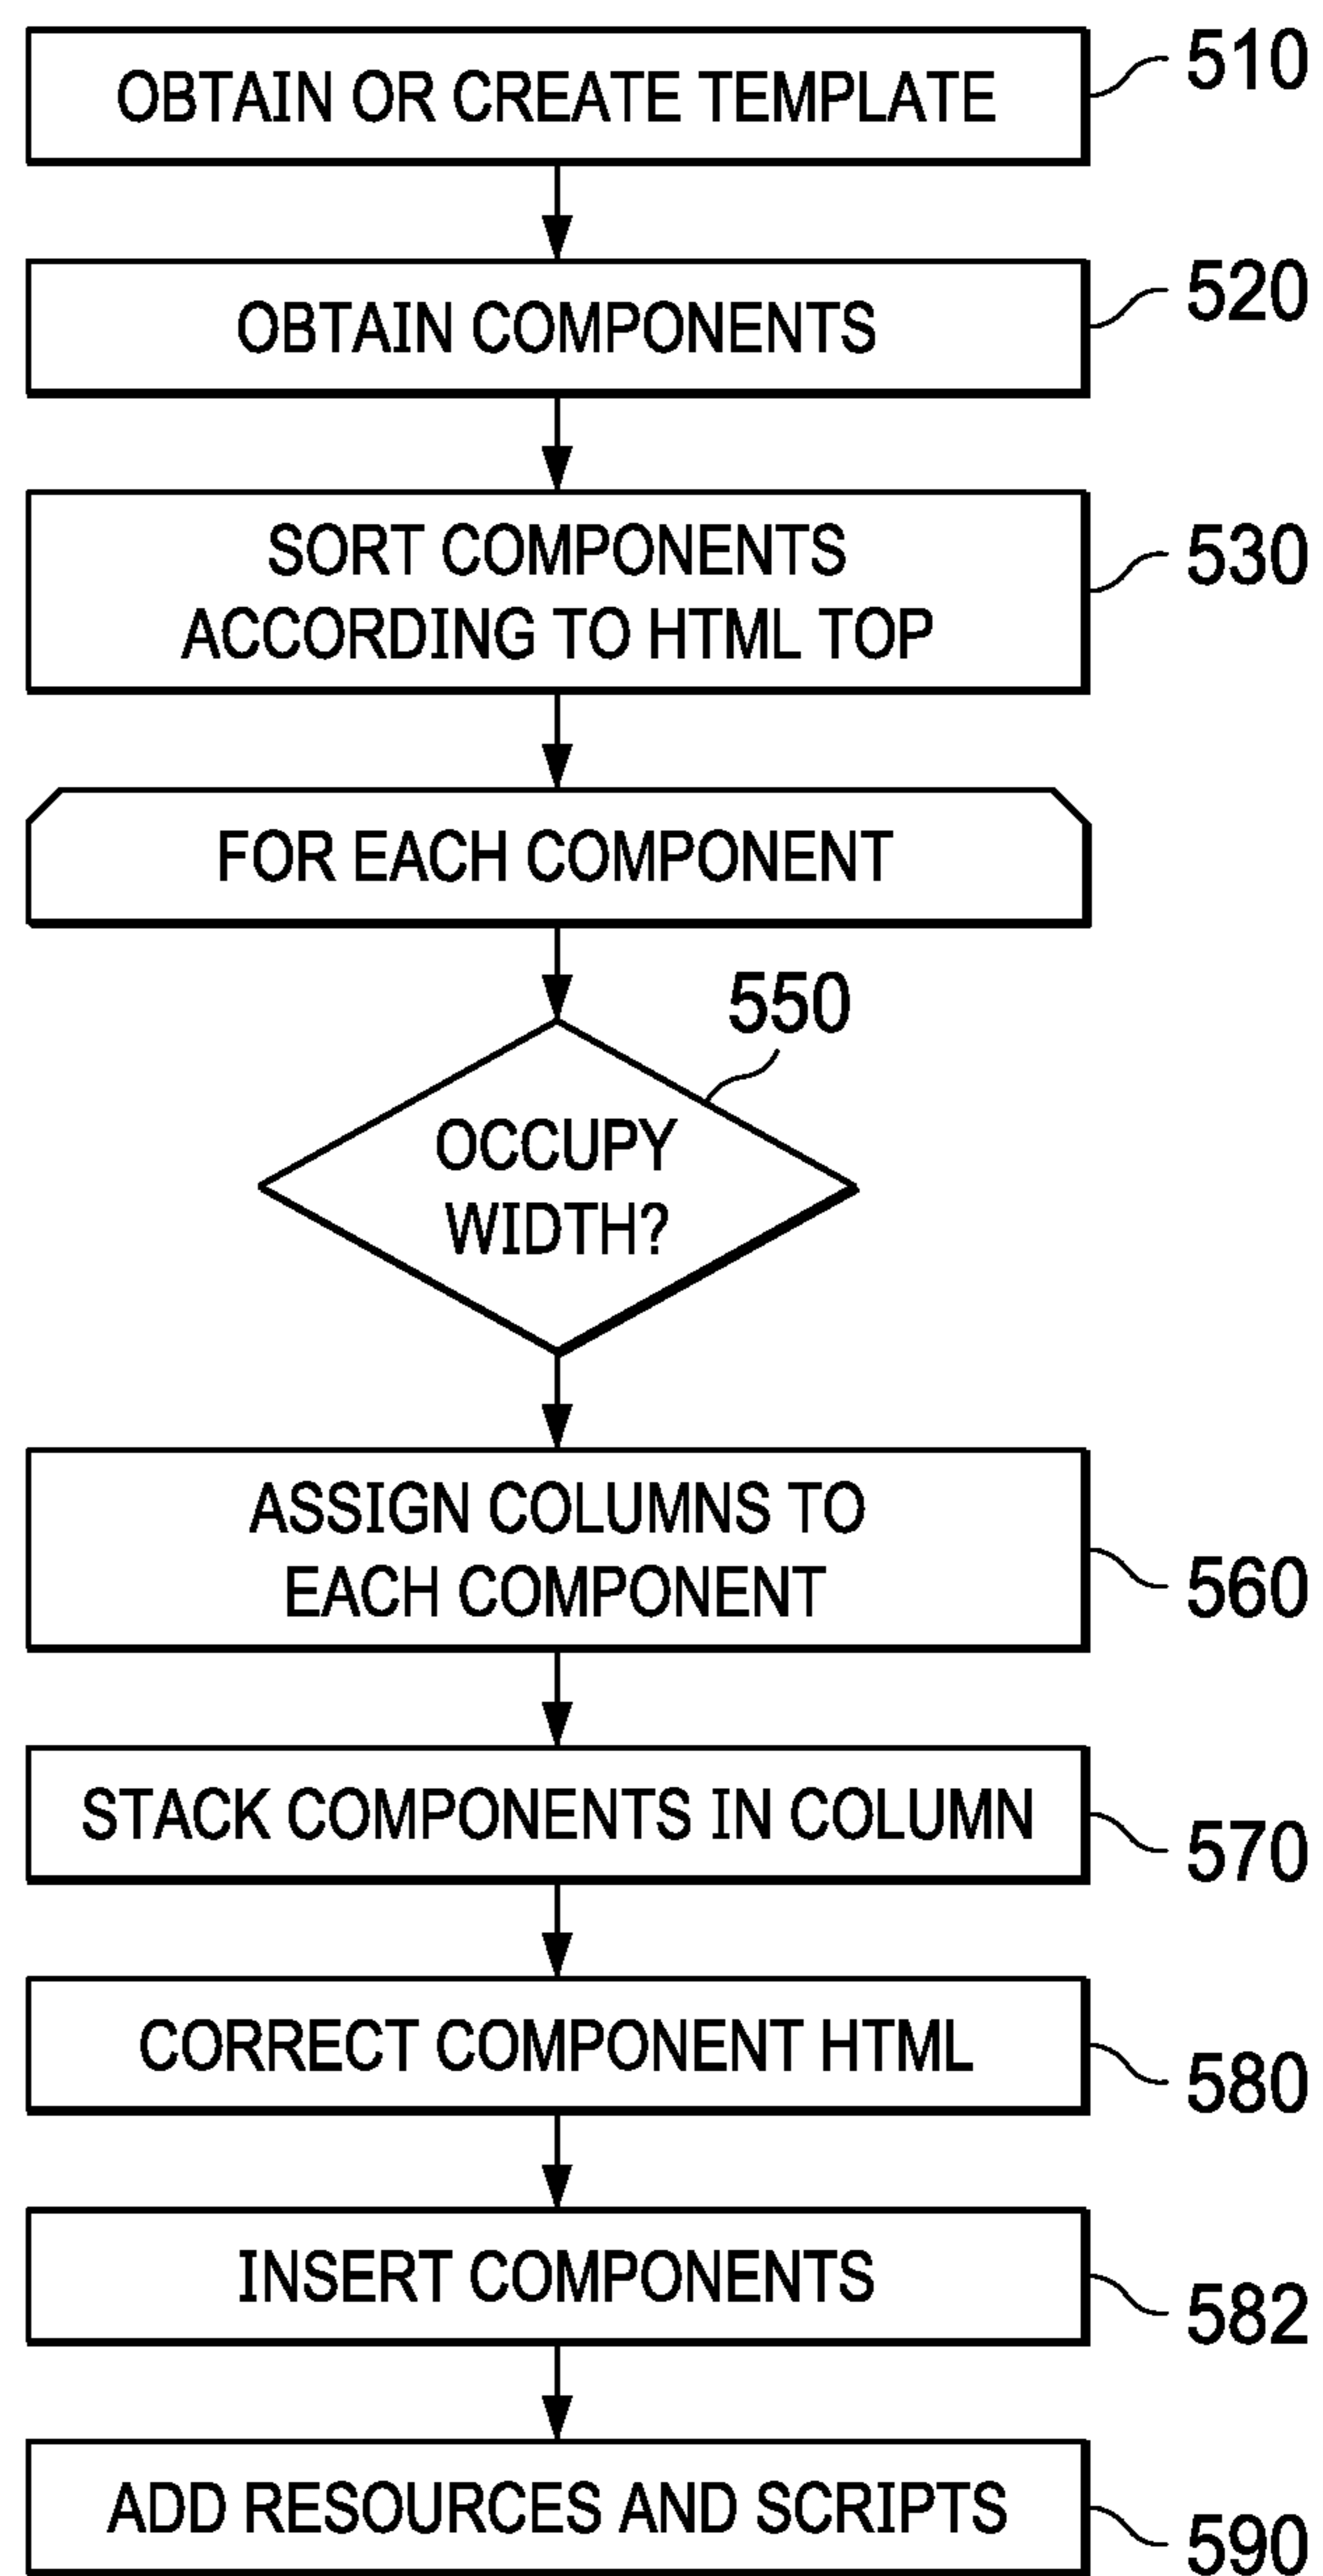 OBTAIN OR CREATE TEMPLATE
510
OBTAIN COMPONENTS
520
SORT COMPONENTS
ACCORDING TO HTML TOP
530
FOR EACH COMPONENT
550
OCCUPY
WIDTH?
ASSIGN COLUMNS TO
EACH COMPONENT
560
STACK COMPONENTS IN COLUMN
570
CORRECT COMPONENT HTML
580
INSERT COMPONENTS
582
ADD RESOURCES AND SCRIPTS
590